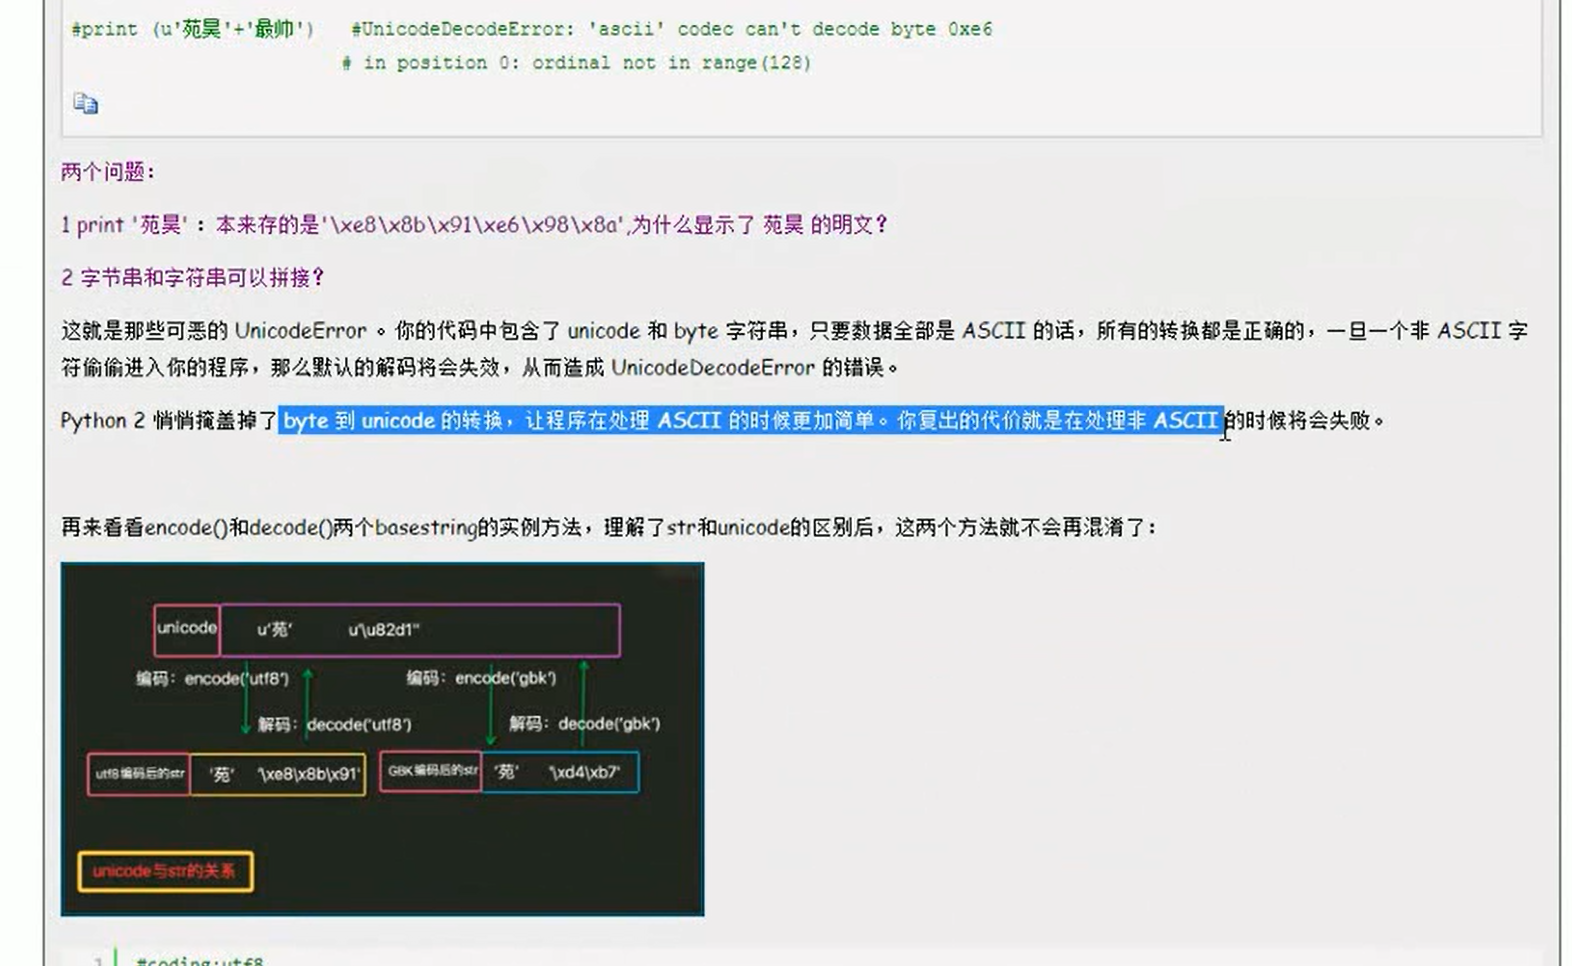 #print (u'苑昊'+'最帅')   #UnicodeDecodeError: 'ascii' codec can't decode byte 0xe6
# in position 0: ordinal not in range(128)
两个问题：
1 print '苑昊' ： 本来存的是'\xe8\x8b\x91\xe6\x98\x8a',为什么显示了 苑昊 的明文？
2 字节串和字符串可以拼接？
这就是那些可恶的 UnicodeError 。你的代码中包含了 unicode 和 byte 字符串，只要数据全部是 ASCII 的话，所有的转换都是正确的，一旦一个非 ASCII 字
符偷偷进入你的程序，那么默认的解码将会失效，从而造成 UnicodeDecodeError 的错误。
Python 2 悄悄掩盖掉了 byte 到 unicode 的转换，让程序在处理 ASCII 的时候更加简单。你复出的代价就是在处理非 ASCII 的时候将会失败。
再来看看encode()和decode()两个basestring的实例方法，理解了str和unicode的区别后，这两个方法就不会再混淆了：
unicode u'苑' u'\u82d1"
编码：encode('utf8') 编码：encode('gbk')
解码：decode('utf8') 解码：decode('gbk')
utf8编码后的str '苑' '\xe8\x8b\x91' GBK编码后的str '苑' '\xd4\xb7'
unicode与str的关系
1 #coding:utf8